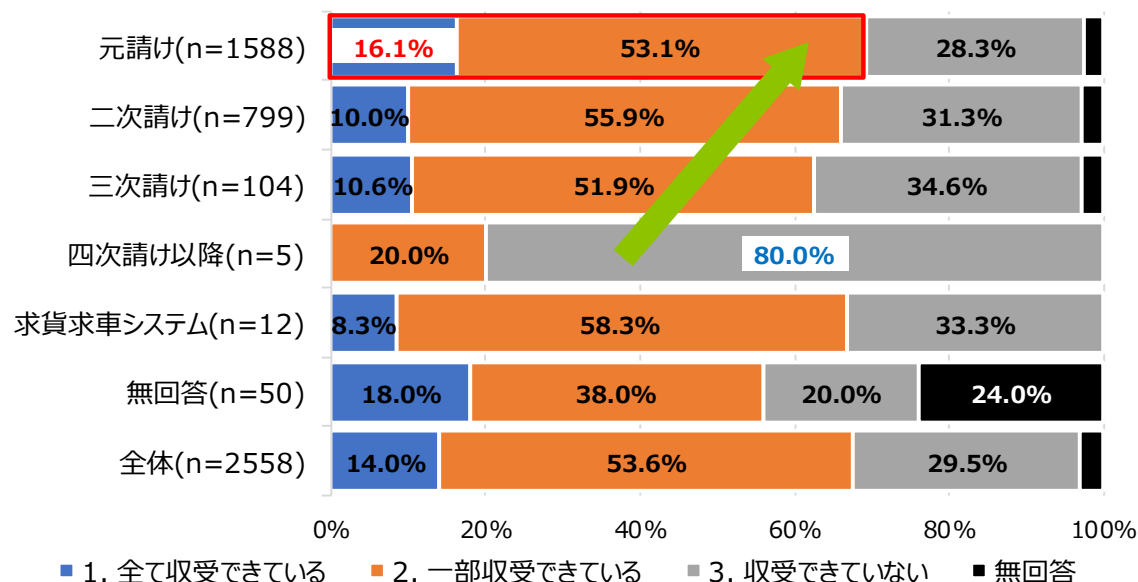 元請け(n=1588) 16.1% 53.1% 28.3%
二次請け(n=799) 10.0% 55.9% 31.3%
三次請け(n=104) 10.6% 51.9% 34.6%
四次請け以降(n=5) 20.0% 80.0%
求貨求車システム(n=12) 8.3% 58.3% 33.3%
無回答(n=50) 18.0% 38.0% 20.0% 24.0%
全体(n=2558) 14.0% 53.6% 29.5%
0% 20% 40% 60% 80% 100%
1. 全て収受できている 2. 一部収受できている 3. 収受できていない 無回答